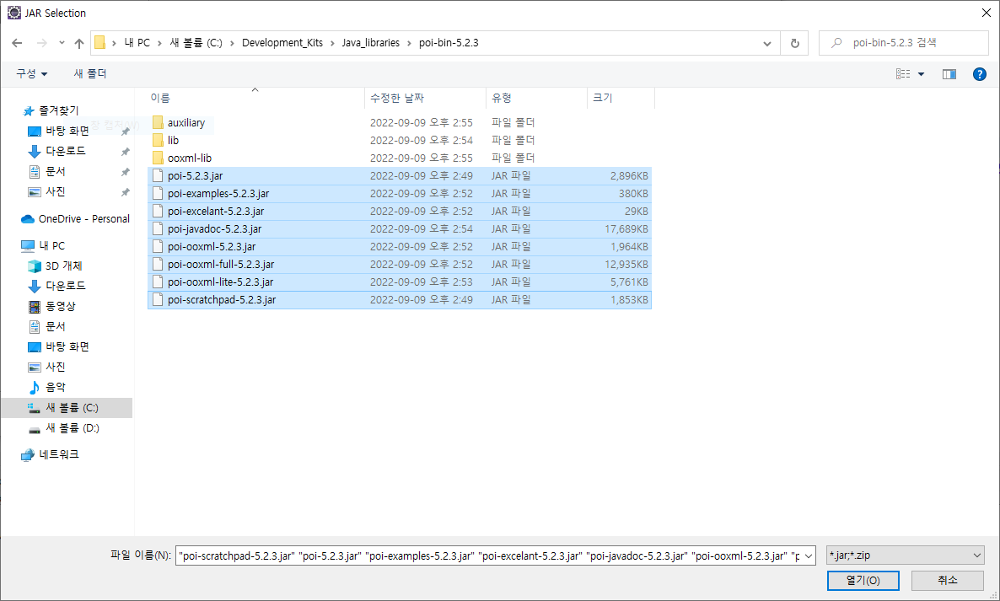 JAR Selection
내 PC › 새 볼륨 (C:) › Development_Kits › Java_libraries › poi-bin-5.2.3
poi-bin-5.2.3 검색
구성 새 폴더
이름 수정한 날짜 유형 크기
즐겨찾기
바탕 화면
다운로드
문서
사진
OneDrive - Personal
내 PC
3D 개체
다운로드
동영상
문서
바탕 화면
사진
음악
새 볼륨 (C:)
새 볼륨 (D:)
네트워크
auxiliary 2022-09-09 오후 2:55 파일 폴더
lib 2022-09-09 오후 2:54 파일 폴더
ooxml-lib 2022-09-09 오후 2:55 파일 폴더
poi-5.2.3.jar 2022-09-09 오후 2:49 JAR 파일 2,896KB
poi-examples-5.2.3.jar 2022-09-09 오후 2:52 JAR 파일 380KB
poi-excelant-5.2.3.jar 2022-09-09 오후 2:52 JAR 파일 29KB
poi-javadoc-5.2.3.jar 2022-09-09 오후 2:54 JAR 파일 17,689KB
poi-ooxml-5.2.3.jar 2022-09-09 오후 2:52 JAR 파일 1,964KB
poi-ooxml-full-5.2.3.jar 2022-09-09 오후 2:52 JAR 파일 12,935KB
poi-ooxml-lite-5.2.3.jar 2022-09-09 오후 2:53 JAR 파일 5,761KB
poi-scratchpad-5.2.3.jar 2022-09-09 오후 2:49 JAR 파일 1,853KB
파일 이름(N): "poi-scratchpad-5.2.3.jar" "poi-5.2.3.jar" "poi-examples-5.2.3.jar" "poi-excelant-5.2.3.jar" "poi-javadoc-5.2.3.jar" "poi-ooxml-5.2.3.jar" "p
*.jar;*.zip
열기(O) 취소